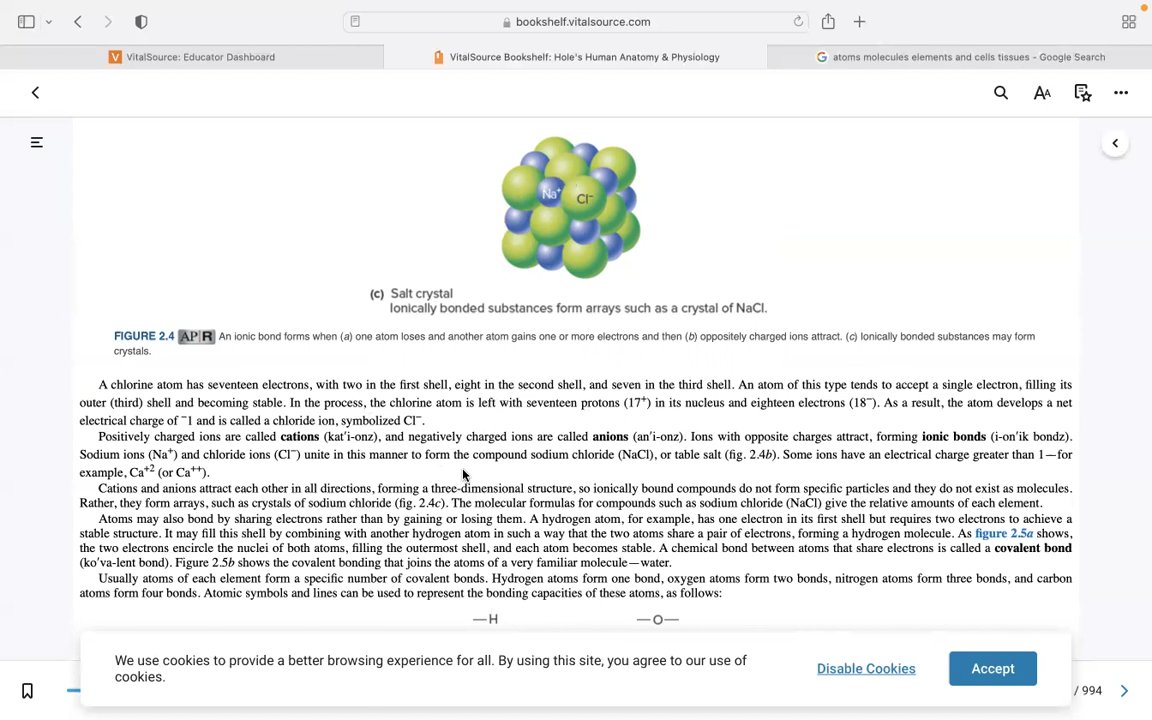 bookshelf.vitalsource.com
VitalSource: Educator Dashboard
VitalSource Bookshelf: Hole's Human Anatomy & Physiology
atoms molecules elements and cells tissues - Google Search
AA
Na⁺
Cl⁻
(c) Salt crystal
Ionically bonded substances form arrays such as a crystal of NaCl.
FIGURE 2.4 AP|R An ionic bond forms when (a) one atom loses and another atom gains one or more electrons and then (b) oppositely charged ions attract. (c) Ionically bonded substances may form
crystals.
A chlorine atom has seventeen electrons, with two in the first shell, eight in the second shell, and seven in the third shell. An atom of this type tends to accept a single electron, filling its
outer (third) shell and becoming stable. In the process, the chlorine atom is left with seventeen protons (17⁺) in its nucleus and eighteen electrons (18⁻). As a result, the atom develops a net
electrical charge of ⁻1 and is called a chloride ion, symbolized Cl⁻.
Positively charged ions are called cations (kat′i-onz), and negatively charged ions are called anions (an′i-onz). Ions with opposite charges attract, forming ionic bonds (i-on′ik bondz).
Sodium ions (Na⁺) and chloride ions (Cl⁻) unite in this manner to form the compound sodium chloride (NaCl), or table salt (fig. 2.4b). Some ions have an electrical charge greater than 1—for
example, Ca⁺² (or Ca⁺⁺).
Cations and anions attract each other in all directions, forming a three-dimensional structure, so ionically bound compounds do not form specific particles and they do not exist as molecules.
Rather, they form arrays, such as crystals of sodium chloride (fig. 2.4c). The molecular formulas for compounds such as sodium chloride (NaCl) give the relative amounts of each element.
Atoms may also bond by sharing electrons rather than by gaining or losing them. A hydrogen atom, for example, has one electron in its first shell but requires two electrons to achieve a
stable structure. It may fill this shell by combining with another hydrogen atom in such a way that the two atoms share a pair of electrons, forming a hydrogen molecule. As figure 2.5a shows,
the two electrons encircle the nuclei of both atoms, filling the outermost shell, and each atom becomes stable. A chemical bond between atoms that share electrons is called a covalent bond
(ko′va-lent bond). Figure 2.5b shows the covalent bonding that joins the atoms of a very familiar molecule—water.
Usually atoms of each element form a specific number of covalent bonds. Hydrogen atoms form one bond, oxygen atoms form two bonds, nitrogen atoms form three bonds, and carbon
atoms form four bonds. Atomic symbols and lines can be used to represent the bonding capacities of these atoms, as follows:
—H —O—
We use cookies to provide a better browsing experience for all. By using this site, you agree to our use of
cookies.
Disable Cookies
Accept
/ 994